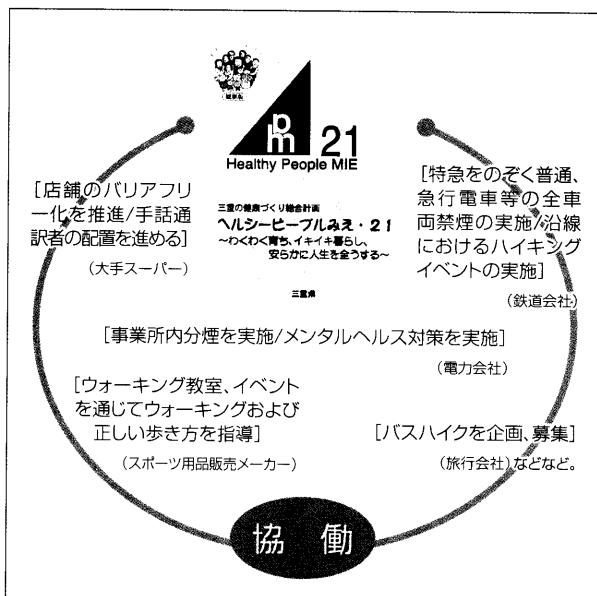 hpm 21
Healthy People MIE
三重の健康づくり総合計画
ヘルシーピープルみえ・21
~わくわく育ち、イキイキ暮らし、
安らかに人生を全うする~
三重県
[店舗のバリアフリ
ー化を推進/手話通
訳者の配置を進める]
(大手スーパー)
[特急をのぞく普通、
急行電車等の全車
両禁煙の実施/沿線
におけるハイキング
イベントの実施]
(鉄道会社)
[事業所内分煙を実施/メンタルヘルス対策を実施]
(電力会社)
[ウォーキング教室、イベント
を通じてウォーキングおよび
正しい歩き方を指導]
(スポーツ用品販売メーカー)
[バスハイクを企画、募集]
(旅行会社)などなど。
協 働